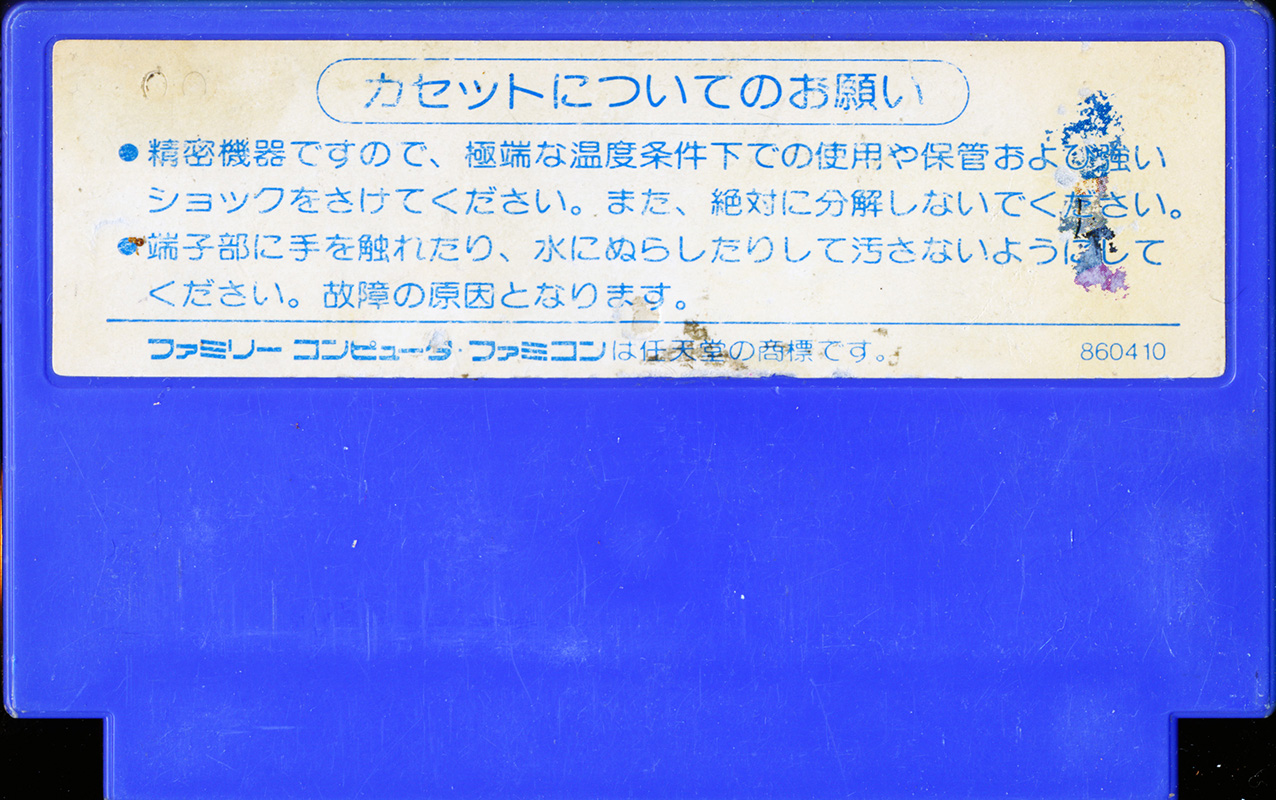 カセットについてのお願い
●精密機器ですので、極端な温度条件下での使用や保管および強い
ショックをさけてください。また、絶対に分解しないでください。
●端子部に手を触れたり、水にぬらしたりして汚さないようにして
ください。故障の原因となります。
ファミリー コンピュータ・ファミコンは任天堂の商標です。
860410